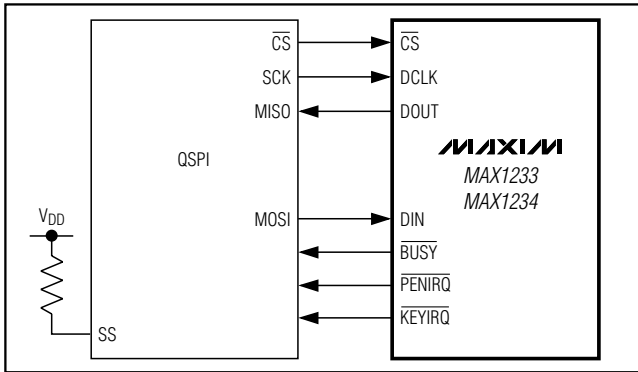 CS CS
SCK DCLK
MISO DOUT
MAXIM
QSPI
MAX1233
MAX1234
VDD
MOSI DIN
BUSY
PENIRQ
KEYIRQ
SS